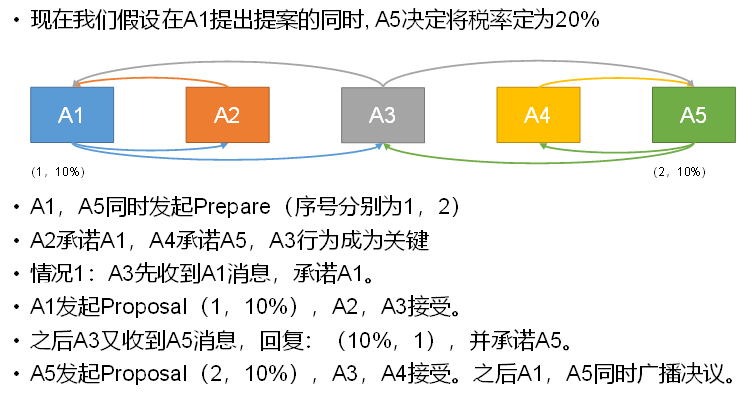 • 现在我们假设在A1提出提案的同时, A5决定将税率定为20%
A1 A2 A3 A4 A5
(1，10%) (2，10%)
• A1，A5同时发起Prepare（序号分别为1，2）
• A2承诺A1，A4承诺A5，A3行为成为关键
• 情况1：A3先收到A1消息，承诺A1。
• A1发起Proposal（1，10%），A2，A3接受。
• 之后A3又收到A5消息，回复：（10%，1），并承诺A5。
• A5发起Proposal（2，10%），A3，A4接受。之后A1，A5同时广播决议。